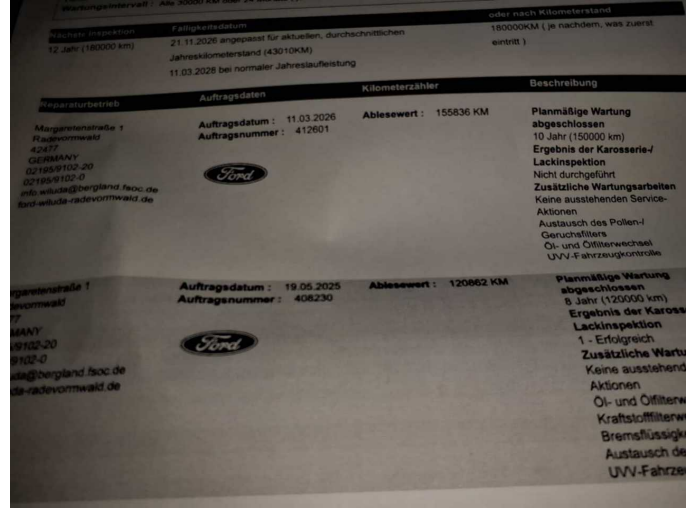 Wartungsintervall : Alle 30000 Km oder 24
Nächste Inspektion
Fälligkeitsdatum
oder nach Kilometerstand
12 Jahr (180000 km)
21.11.2026 angepasst für aktuellen, durchschnittlichen
Jahreskilometerstand (43010KM)
11.03.2028 bei normaler Jahreslaufleistung
180000KM ( je nachdem, was zuerst
eintritt )
Reparaturbetrieb
Auftragsdaten
Kilometerzähler
Beschreibung
Margaretenstraße 1
Radevormwald
42477
GERMANY
02195/9102-20
02195/9102-0
info.wiluda@bergland.fsoc.de
ford-wiluda-radevormwald.de
Auftragsdatum : 11.03.2026
Auftragsnummer : 412601
Ford
Ablesewert : 155836 KM
Planmäßige Wartung
abgeschlossen
10 Jahr (150000 km)
Ergebnis der Karosserie-/
Lackinspektion
Nicht durchgeführt
Zusätzliche Wartungsarbeiten
Keine ausstehenden Service-
Aktionen
Austausch des Pollen-/
Geruchsfilters
Öl- und Ölfilterwechsel
UVV-Fahrzeugkontrolle
rgaretenstraße 1
devormwald
77
MANY
/9102-20
9102-0
uda@bergland.fsoc.de
da-radevormwald.de
Auftragsdatum : 19.05.2025
Auftragsnummer : 408230
Ford
Ablesewert : 120862 KM
Planmäßige Wartung
abgeschlossen
8 Jahr (120000 km)
Ergebnis der Kaross
Lackinspektion
1 - Erfolgreich
Zusätzliche Wartu
Keine ausstehend
Aktionen
Öl- und Ölfilterw
Kraftstofffilterwe
Bremsflüssigk
Austausch de
UVV-Fahrze